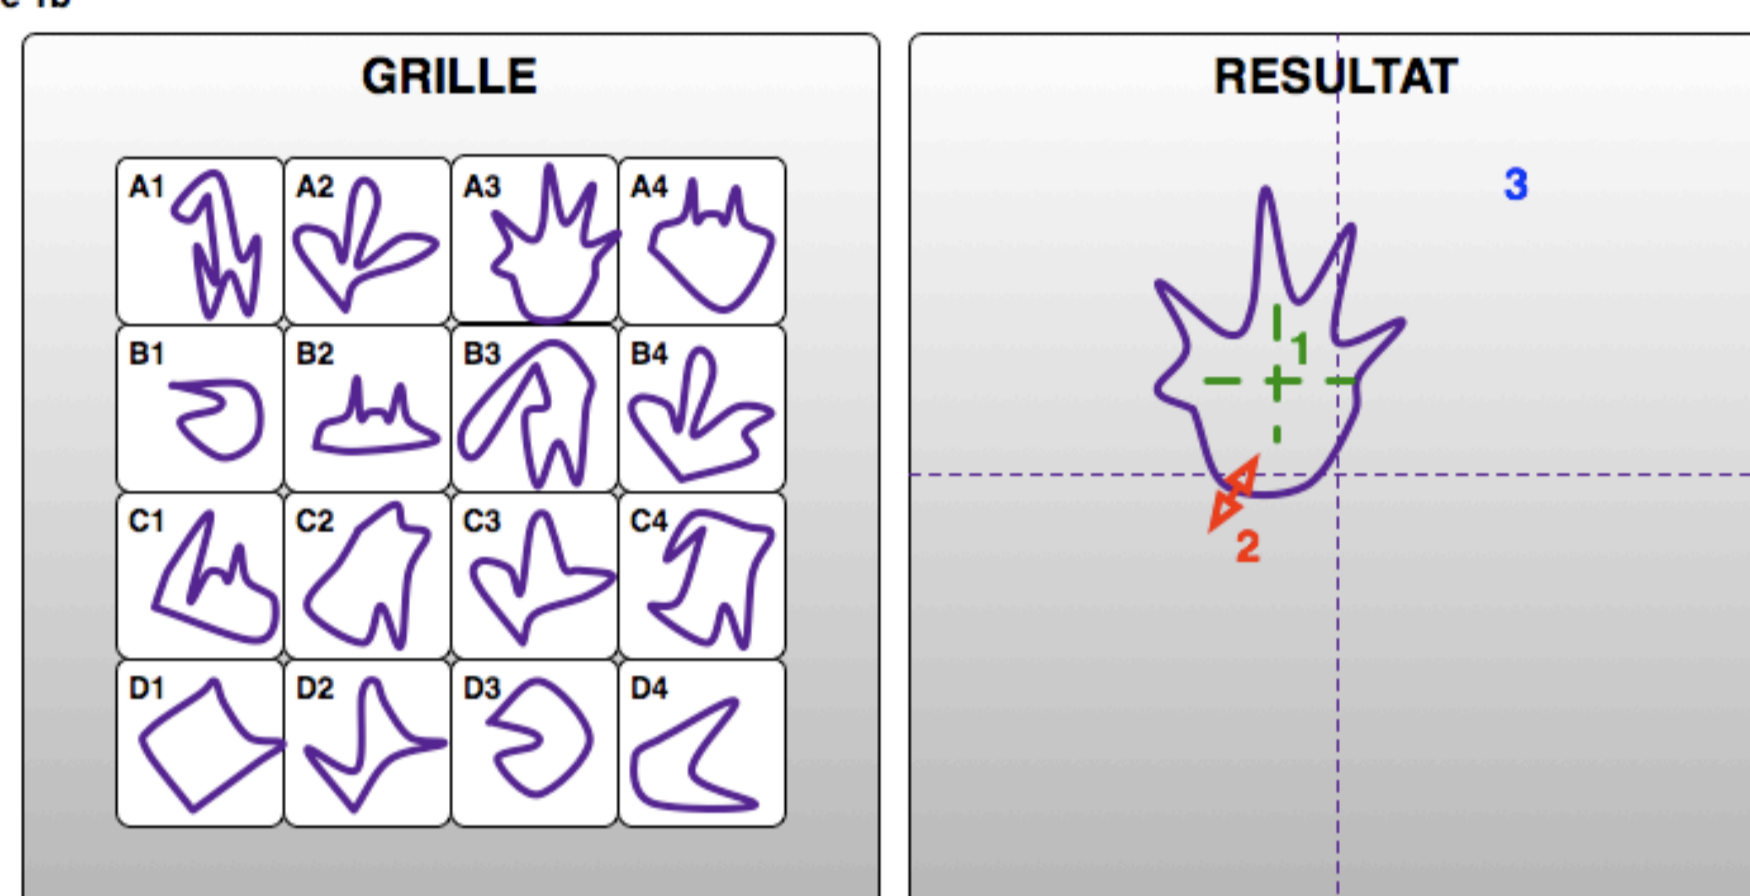 GRILLE
RESULTAT
A1 A2 A3 A4
B1 B2 B3 B4
C1 C2 C3 C4
D1 D2 D3 D4
3
1
2